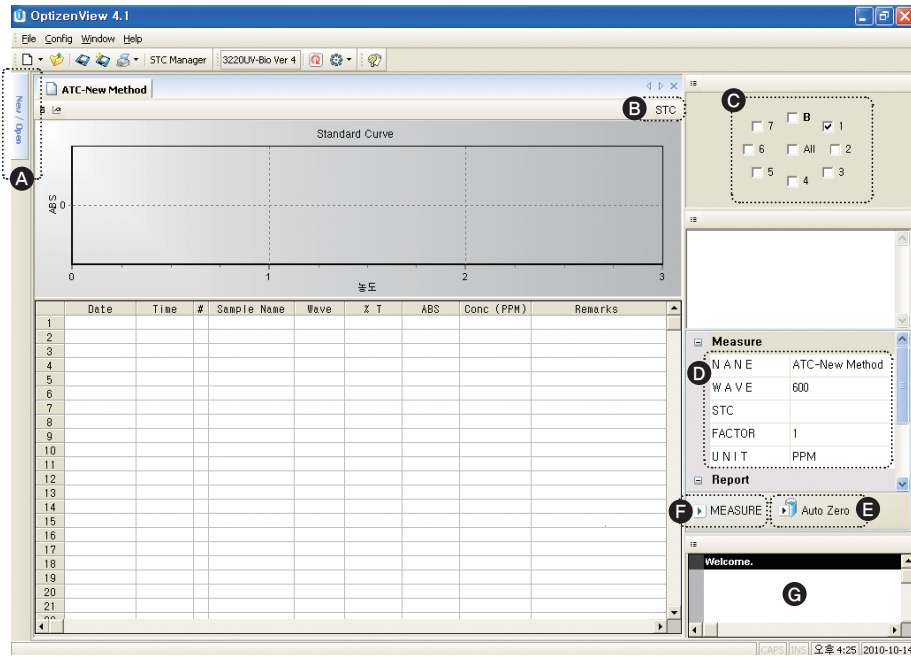 OptizenView 4.1
File Config Window Help
STC Manager 3220UV-Bio Ver 4
New / Open
A
ATC-New Method
B STC
Standard Curve
ABS
0
0 1 2 3
농도
Date Time # Sample Name Wave % T ABS Conc (PPM) Remarks
1
2
3
4
5
6
7
8
9
10
11
12
13
14
15
16
17
18
19
20
21
C
B
7 1
6 All 2
5 3
4
Measure
D
NANE ATC-New Method
WAVE 600
STC
FACTOR 1
UNIT PPM
Report
F MEASURE Auto Zero E
Welcome.
G
CAPS INS 오후 4:25 2010-10-14